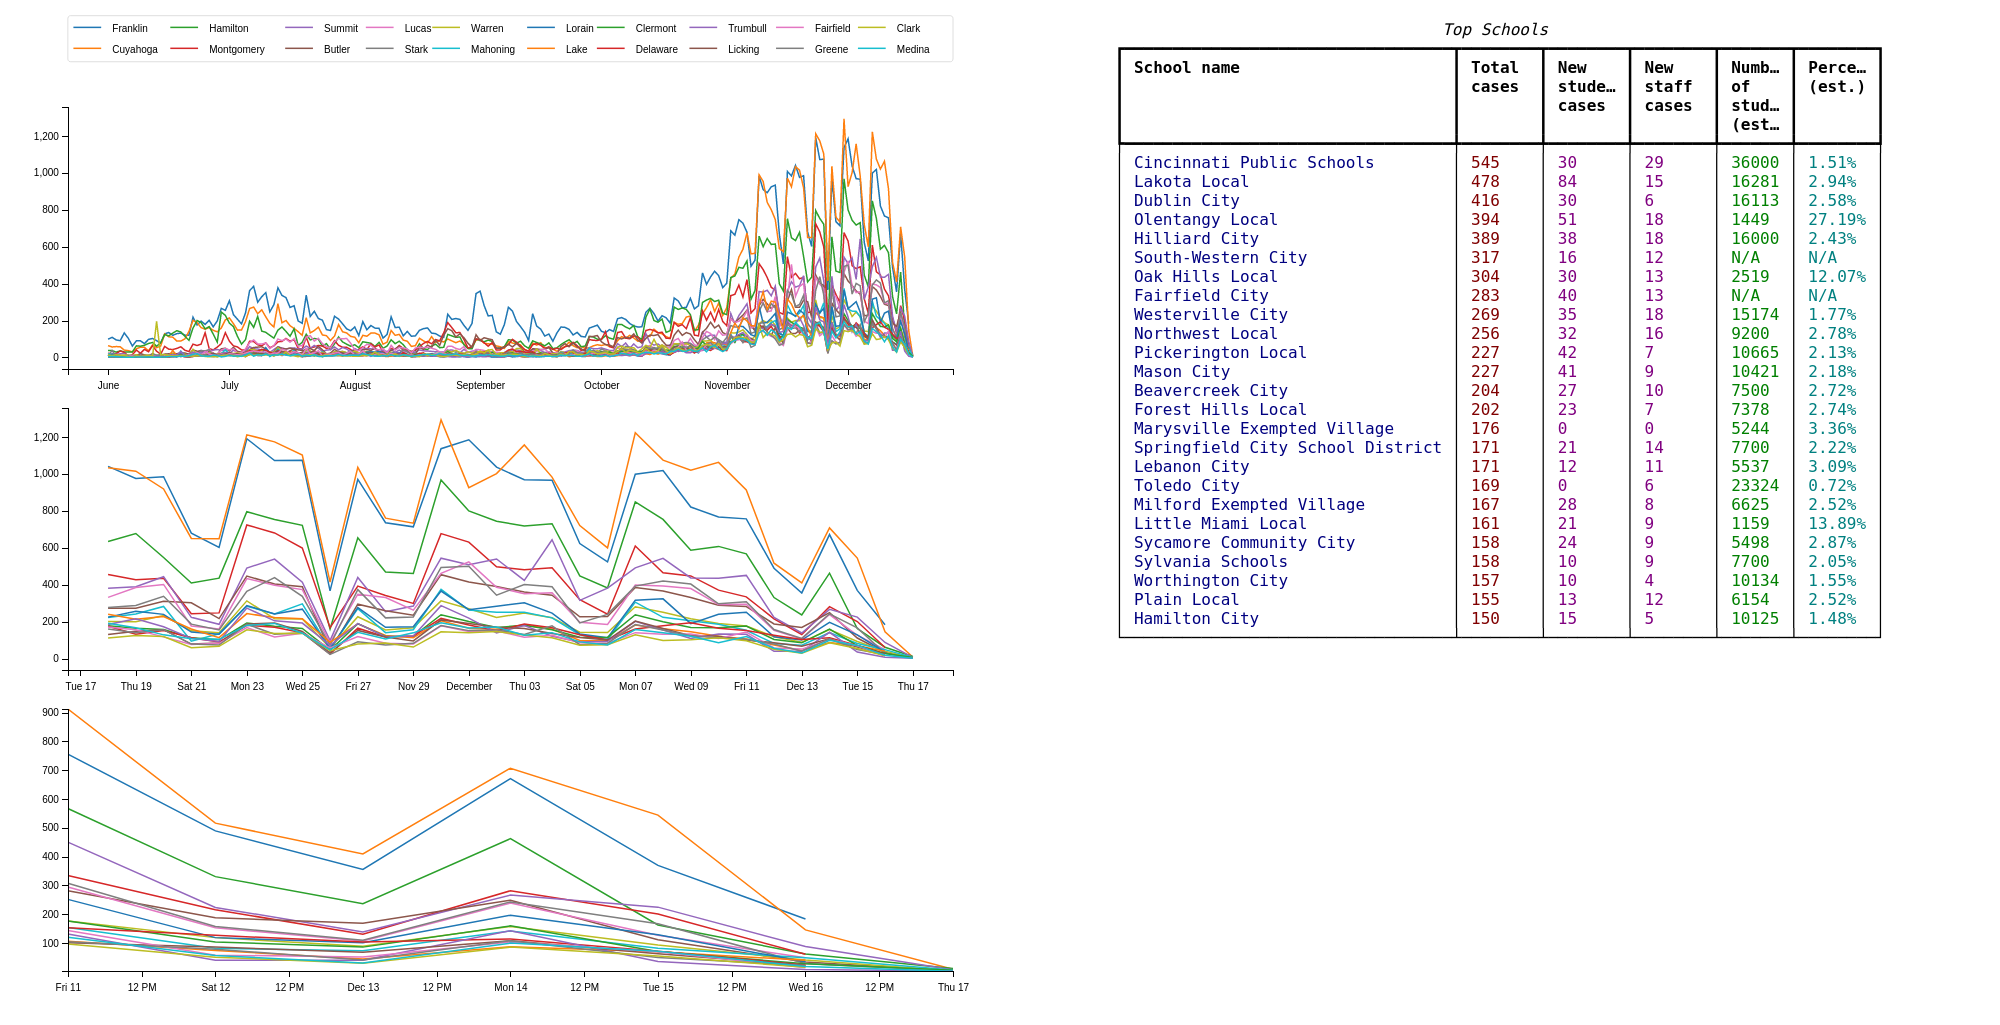 Franklin Hamilton Summit Lucas Warren Lorain Clermont Trumbull Fairfield Clark
Cuyahoga Montgomery Butler Stark Mahoning Lake Delaware Licking Greene Medina
1,200
1,000
800
600
400
200
0
June July August September October November December
1,200
1,000
800
600
400
200
0
Tue 17 Thu 19 Sat 21 Mon 23 Wed 25 Fri 27 Nov 29 December Thu 03 Sat 05 Mon 07 Wed 09 Fri 11 Dec 13 Tue 15 Thu 17
900
800
700
600
500
400
300
200
100
Fri 11 12 PM Sat 12 12 PM Dec 13 12 PM Mon 14 12 PM Tue 15 12 PM Wed 16 12 PM Thu 17
Top Schools
School name Total New New Numb… Perce…
cases stude… staff of (est.)
cases cases stud…
(est…
Cincinnati Public Schools 545 30 29 36000 1.51%
Lakota Local 478 84 15 16281 2.94%
Dublin City 416 30 6 16113 2.58%
Olentangy Local 394 51 18 1449 27.19%
Hilliard City 389 38 18 16000 2.43%
South-Western City 317 16 12 N/A N/A
Oak Hills Local 304 30 13 2519 12.07%
Fairfield City 283 40 13 N/A N/A
Westerville City 269 35 18 15174 1.77%
Northwest Local 256 32 16 9200 2.78%
Pickerington Local 227 42 7 10665 2.13%
Mason City 227 41 9 10421 2.18%
Beavercreek City 204 27 10 7500 2.72%
Forest Hills Local 202 23 7 7378 2.74%
Marysville Exempted Village 176 0 0 5244 3.36%
Springfield City School District 171 21 14 7700 2.22%
Lebanon City 171 12 11 5537 3.09%
Toledo City 169 0 6 23324 0.72%
Milford Exempted Village 167 28 8 6625 2.52%
Little Miami Local 161 21 9 1159 13.89%
Sycamore Community City 158 24 9 5498 2.87%
Sylvania Schools 158 10 9 7700 2.05%
Worthington City 157 10 4 10134 1.55%
Plain Local 155 13 12 6154 2.52%
Hamilton City 150 15 5 10125 1.48%